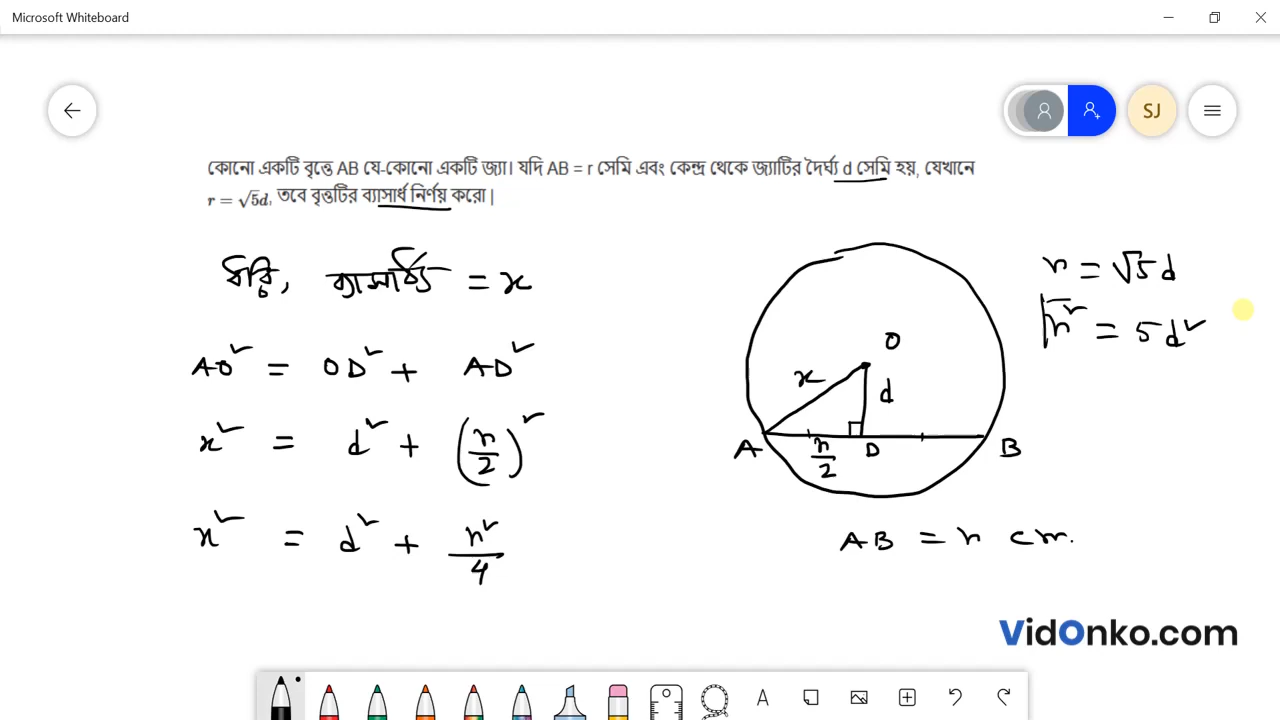 Microsoft Whiteboard
SJ
কোনো একটি বৃত্তে AB যে-কোনো একটি জ্যা। যদি AB = r সেমি এবং কেন্দ্র থেকে জ্যাটির দৈর্ঘ্য d সেমি হয়, যেখানে
r = √5d, তবে বৃত্তটির ব্যাসার্ধ নির্ণয় করো |
ধরি, ব্যাসার্ধ = x
AO² = OD² + AD²
x² = d² + (r/2)²
x² = d² + r²/4
r = √5 d
r² = 5d²
O
x
d
A
r/2
D
B
AB = r cm.
VidOnko.com
A